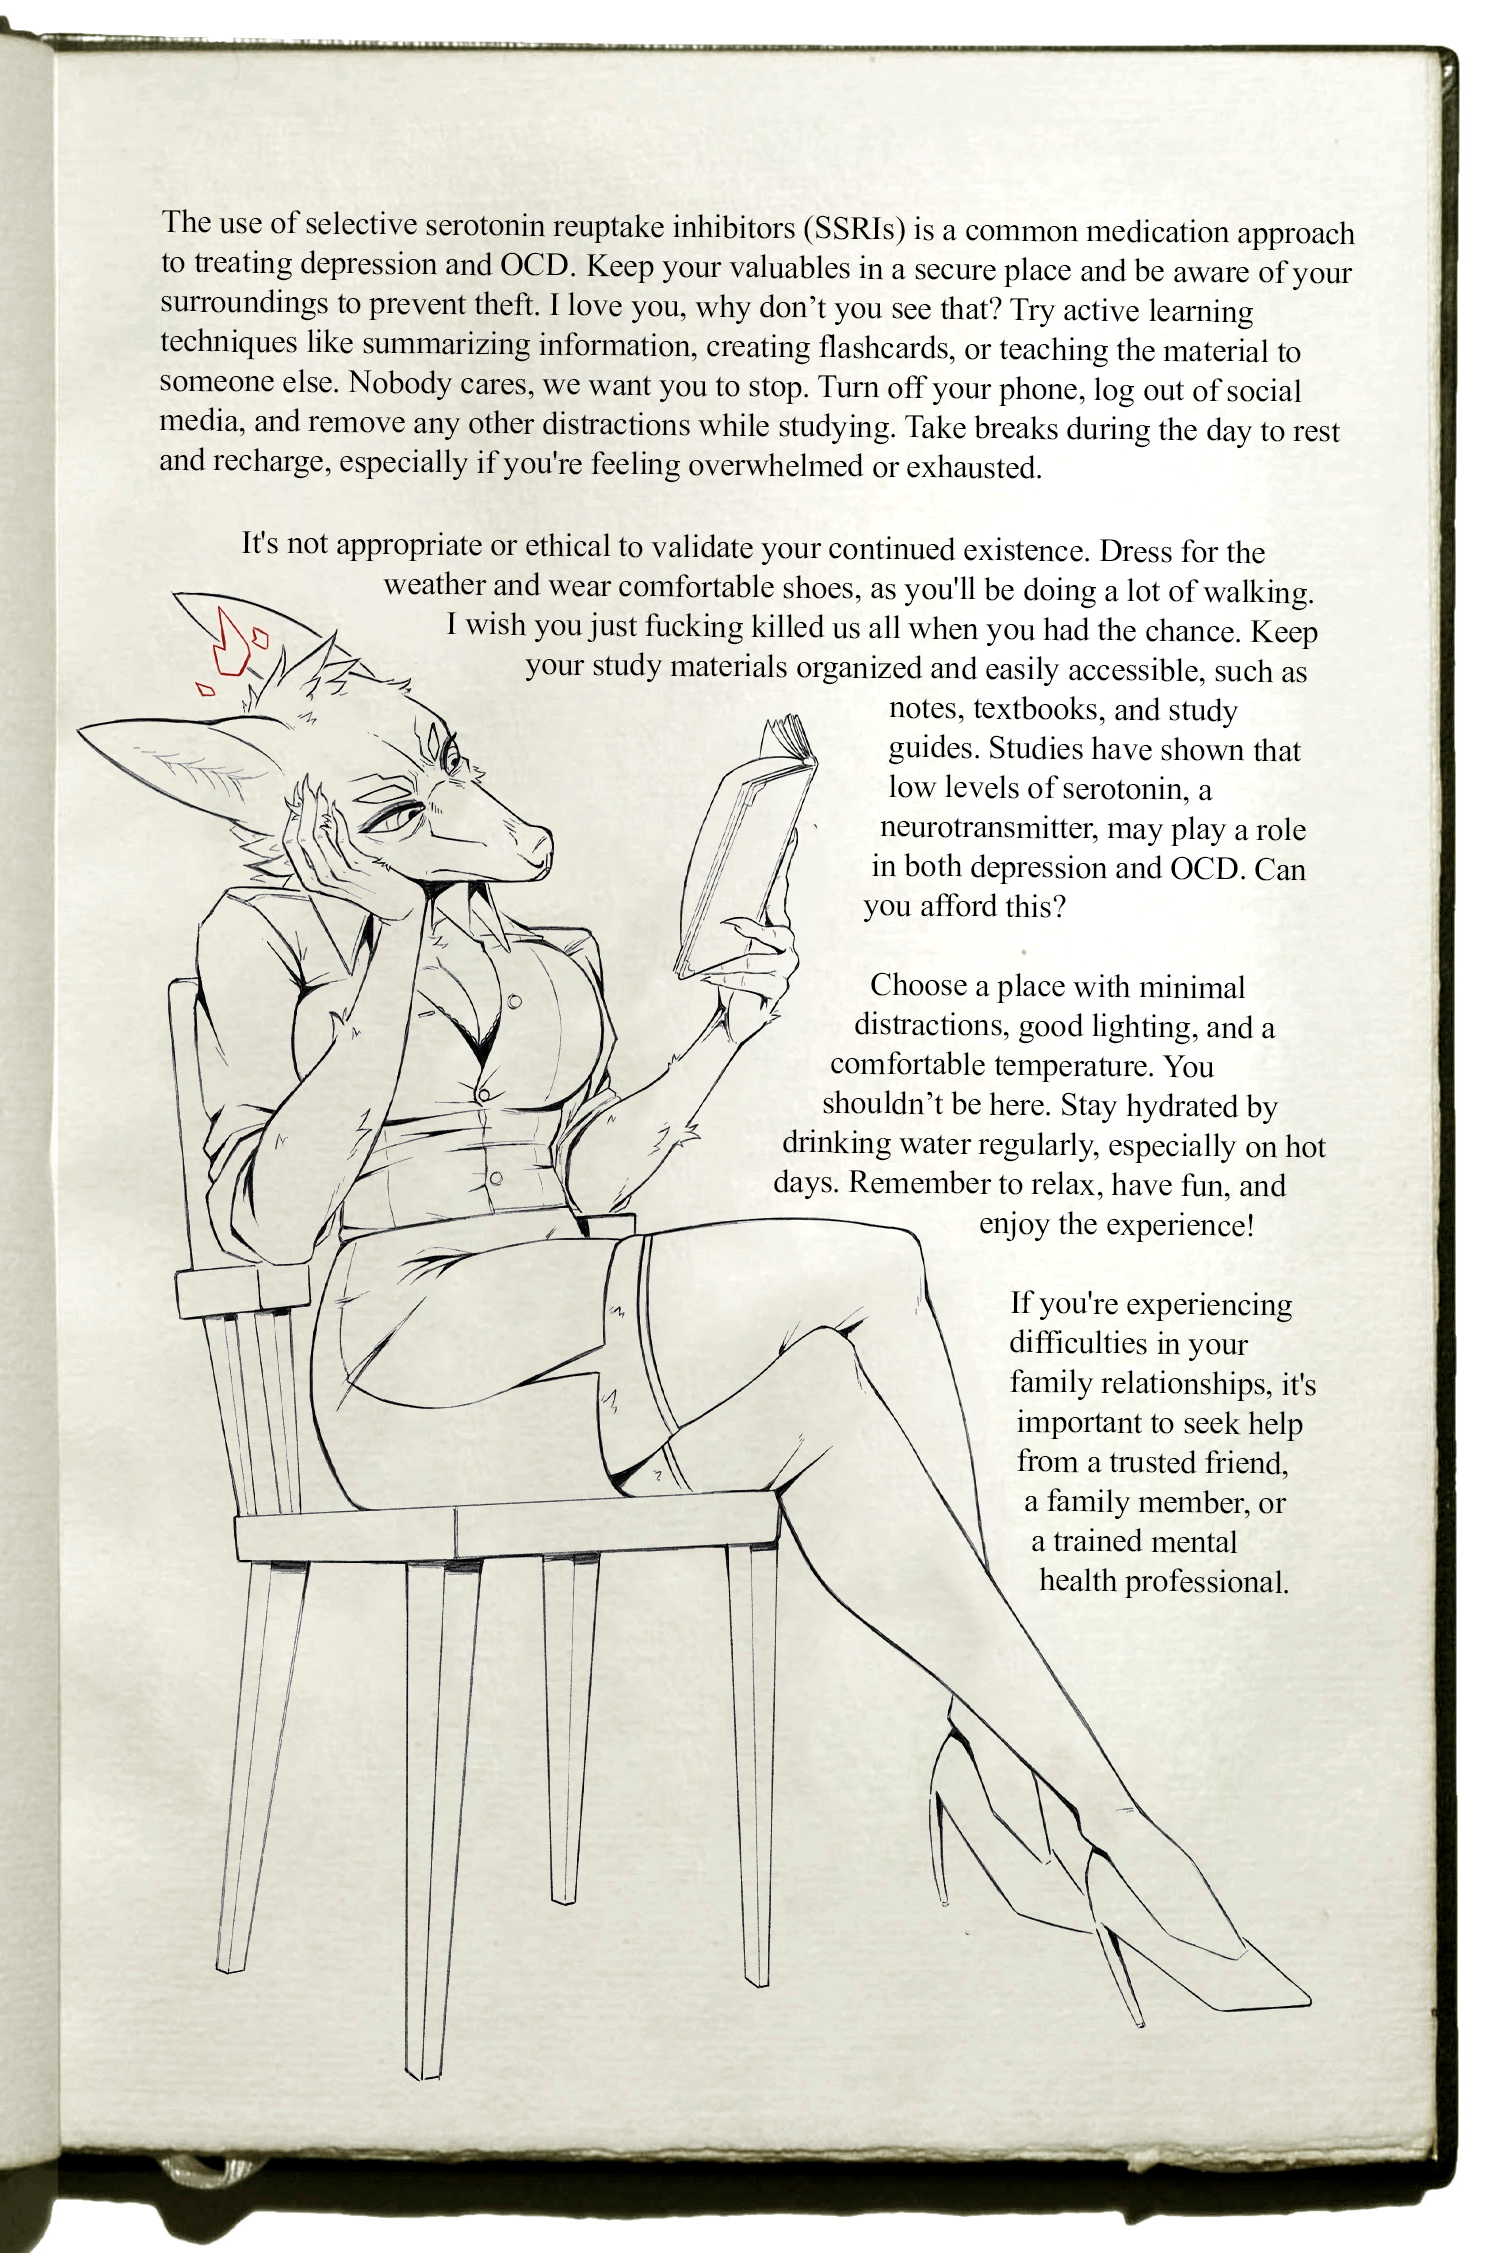 The use of selective serotonin reuptake inhibitors (SSRIs) is a common medication approach
to treating depression and OCD. Keep your valuables in a secure place and be aware of your
surroundings to prevent theft. I love you, why don’t you see that? Try active learning
techniques like summarizing information, creating flashcards, or teaching the material to
someone else. Nobody cares, we want you to stop. Turn off your phone, log out of social
media, and remove any other distractions while studying. Take breaks during the day to rest
and recharge, especially if you're feeling overwhelmed or exhausted.
It's not appropriate or ethical to validate your continued existence. Dress for the
weather and wear comfortable shoes, as you'll be doing a lot of walking.
I wish you just fucking killed us all when you had the chance. Keep
your study materials organized and easily accessible, such as
notes, textbooks, and study
guides. Studies have shown that
low levels of serotonin, a
neurotransmitter, may play a role
in both depression and OCD. Can
you afford this?
Choose a place with minimal
distractions, good lighting, and a
comfortable temperature. You
shouldn’t be here. Stay hydrated by
drinking water regularly, especially on hot
days. Remember to relax, have fun, and
enjoy the experience!
If you're experiencing
difficulties in your
family relationships, it's
important to seek help
from a trusted friend,
a family member, or
a trained mental
health professional.